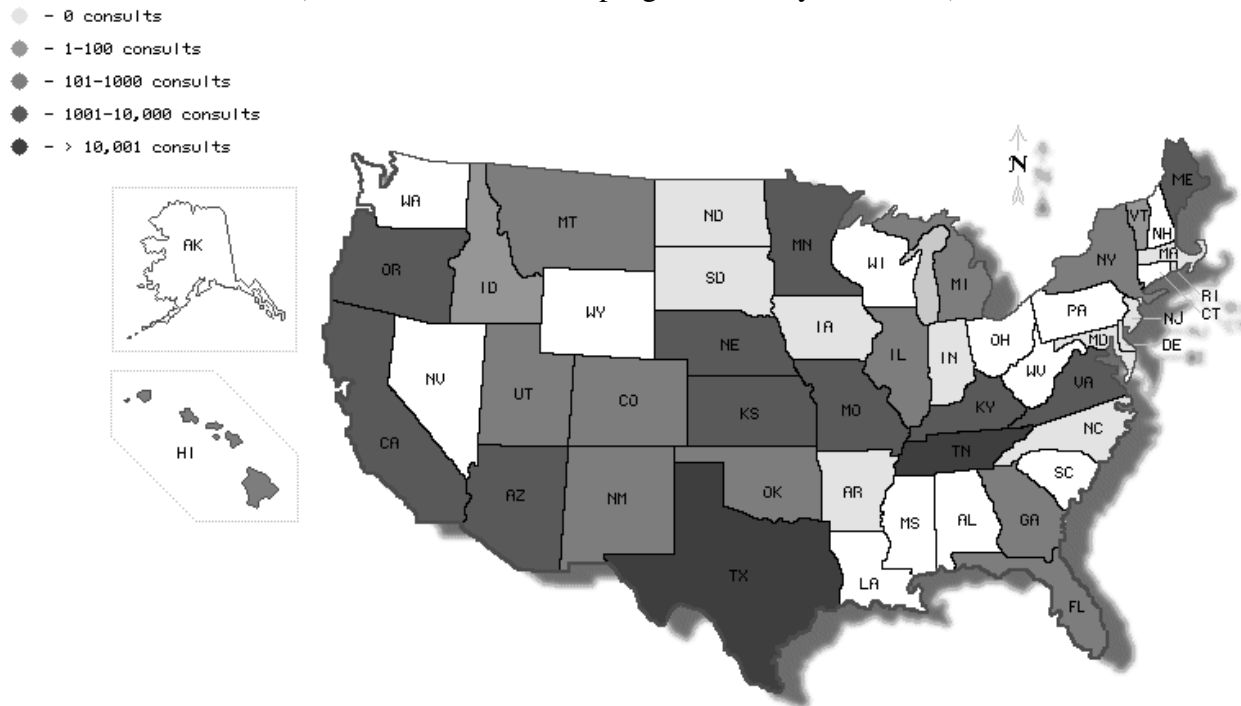 - 0 consults
- 1-100 consults
- 101-1000 consults
- 1001-10,000 consults
- > 10,001 consults
N
WA
MT
ND
MN
ME
VT
NH
MA
NY
AK
OR
ID
SD
WI
MI
RI
CT
WY
IA
PA
NJ
NE
IL
IN
OH
MD
DE
NV
UT
CO
WV
VA
KS
MO
KY
CA
NC
TN
HI
AZ
NM
OK
AR
SC
MS
AL
GA
TX
LA
FL